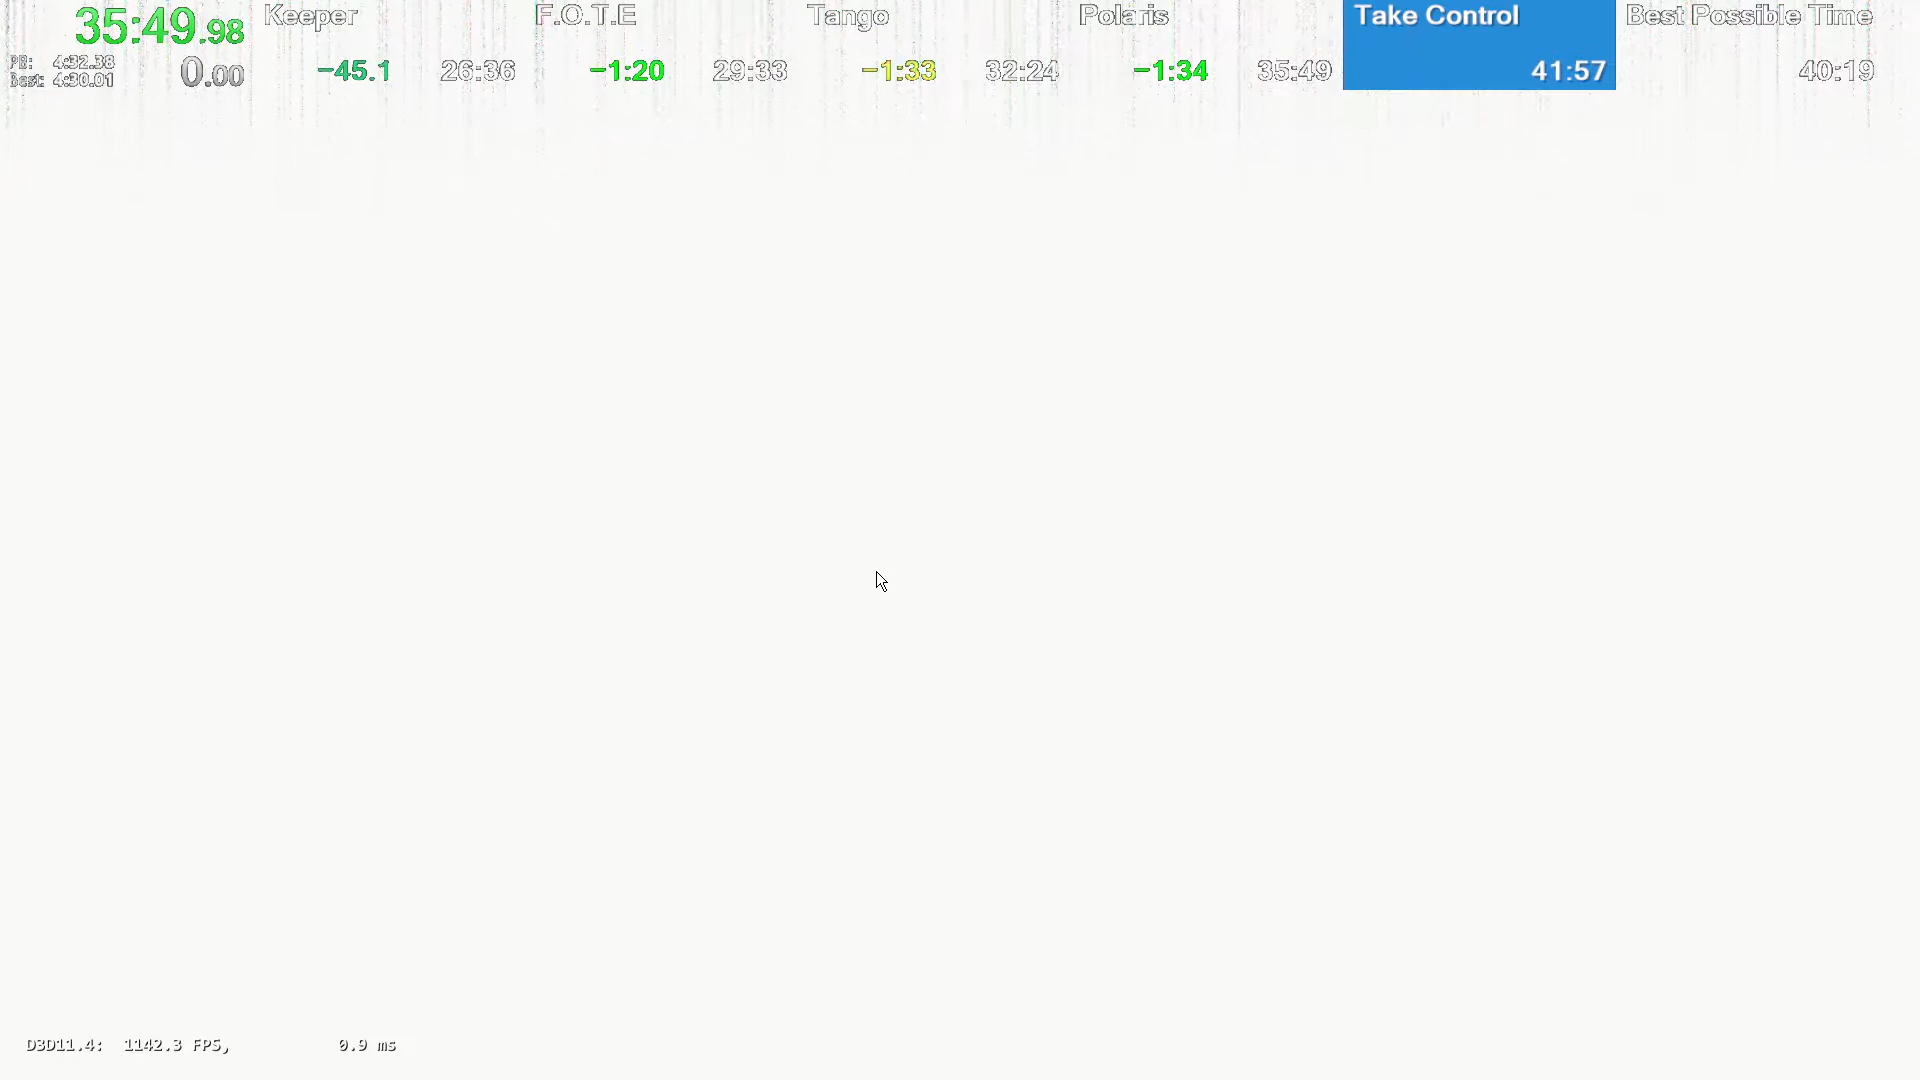 35:49.98
PB: 4:32.38
Best: 4:30.01
0.00
Keeper
−45.1 26:36
F.O.T.E
−1:20 29:33
Tango
−1:33 32:24
Polaris
−1:34 35:49
Take Control
41:57
Best Possible Time
40:19
D3D11.4: 1142.3 FPS, 0.9 ms